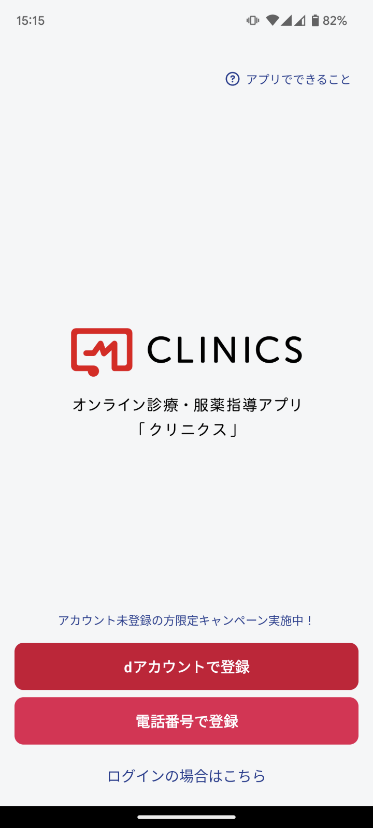 15:15
82%
アプリでできること
CLINICS
オンライン診療・服薬指導アプリ
「クリニクス」
アカウント未登録の方限定キャンペーン実施中！
dアカウントで登録
電話番号で登録
ログインの場合はこちら